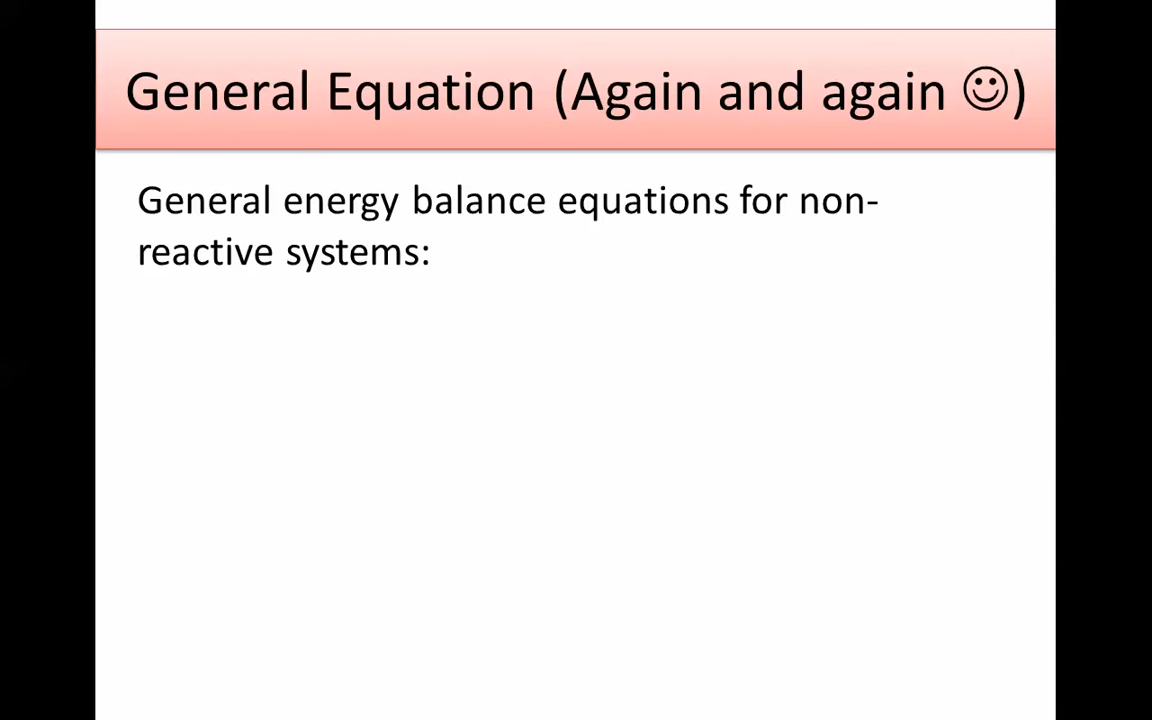 General Equation (Again and again ☺)
General energy balance equations for non-
reactive systems: